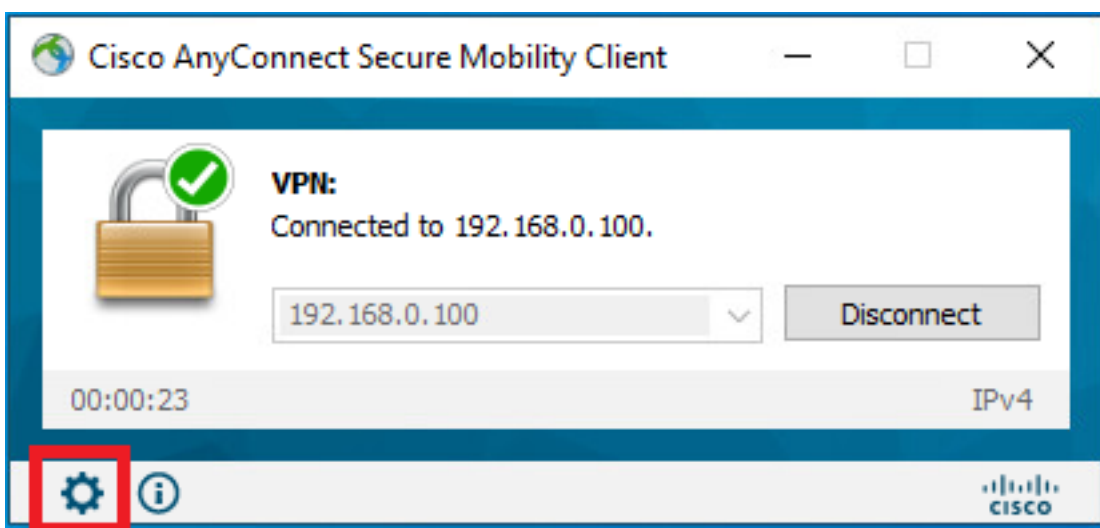 Cisco AnyConnect Secure Mobility Client
VPN:
Connected to 192.168.0.100.
192.168.0.100
Disconnect
00:00:23
IPv4
cisco